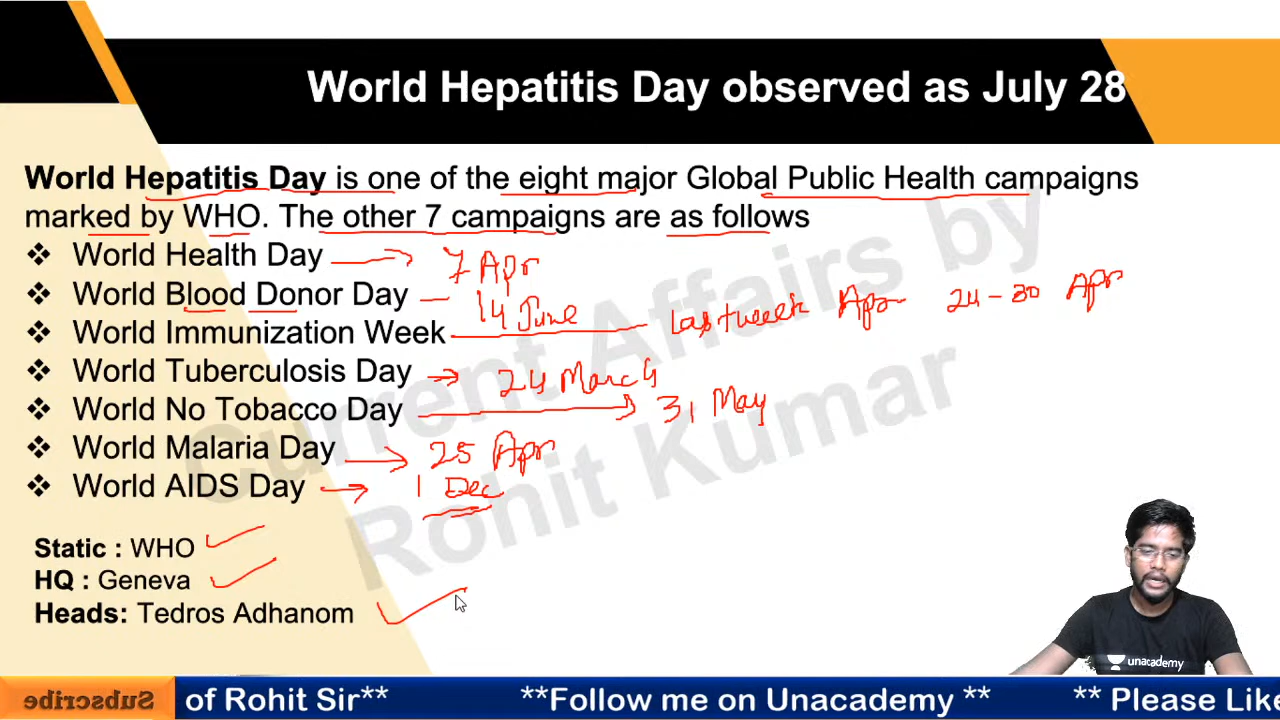 World Hepatitis Day observed as July 28
World Hepatitis Day is one of the eight major Global Public Health campaigns
marked by WHO. The other 7 campaigns are as follows
❖ World Health Day 7 Apr
❖ World Blood Donor Day 14 June
❖ World Immunization Week last week Apr 24-30 Apr
❖ World Tuberculosis Day 24 March
❖ World No Tobacco Day 31 May
❖ World Malaria Day 25 Apr
❖ World AIDS Day 1 Dec
Current Affairs by
Rohit Kumar
Static : WHO
HQ : Geneva
Heads: Tedros Adhanom
unacademy
Subscribe of Rohit Sir** **Follow me on Unacademy ** ** Please Like